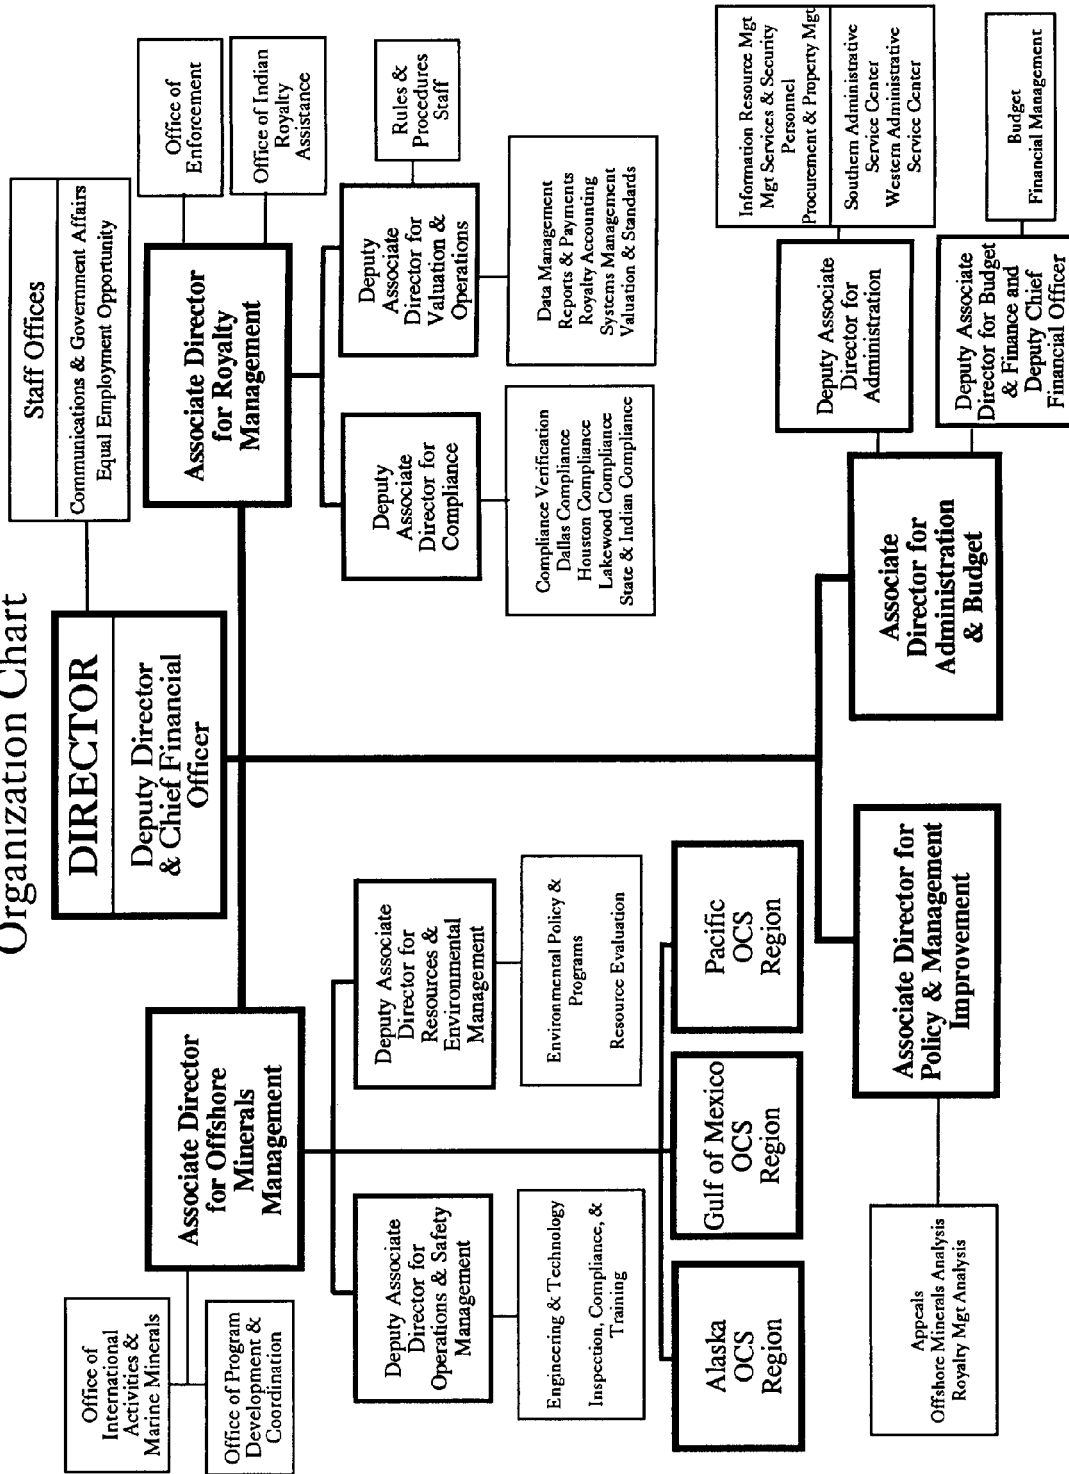 Organization Chart
DIRECTOR
Deputy Director
& Chief Financial
Officer
Staff Offices
Communications & Government Affairs
Equal Employment Opportunity
Associate Director
for Offshore
Minerals
Management
Office of
International
Activities &
Marine Minerals
Office of Program
Development &
Coordination
Deputy Associate
Director for
Operations & Safety
Management
Engineering & Technology
Inspection, Compliance, &
Training
Deputy Associate
Director for
Resources &
Environmental
Management
Environmental Policy &
Programs
Resource Evaluation
Alaska
OCS
Region
Gulf of Mexico
OCS
Region
Pacific
OCS
Region
Associate Director
for Royalty
Management
Office of
Enforcement
Office of Indian
Royalty
Assistance
Deputy
Associate
Director for
Compliance
Compliance Verification
Dallas Compliance
Houston Compliance
Lakewood Compliance
State & Indian Compliance
Deputy
Associate
Director for
Valuation &
Operations
Rules &
Procedures
Staff
Data Management
Reports & Payments
Royalty Accounting
Systems Management
Valuation & Standards
Associate Director for
Policy & Management
Improvement
Appeals
Offshore Minerals Analysis
Royalty Mgt Analysis
Associate
Director for
Administration
& Budget
Deputy Associate
Director for
Administration
Information Resource Mgt
Mgt Services & Security
Personnel
Procurement & Property Mgt
Southern Administrative
Service Center
Western Administrative
Service Center
Deputy Associate
Director for Budget
& Finance and
Deputy Chief
Financial Officer
Budget
Financial Management